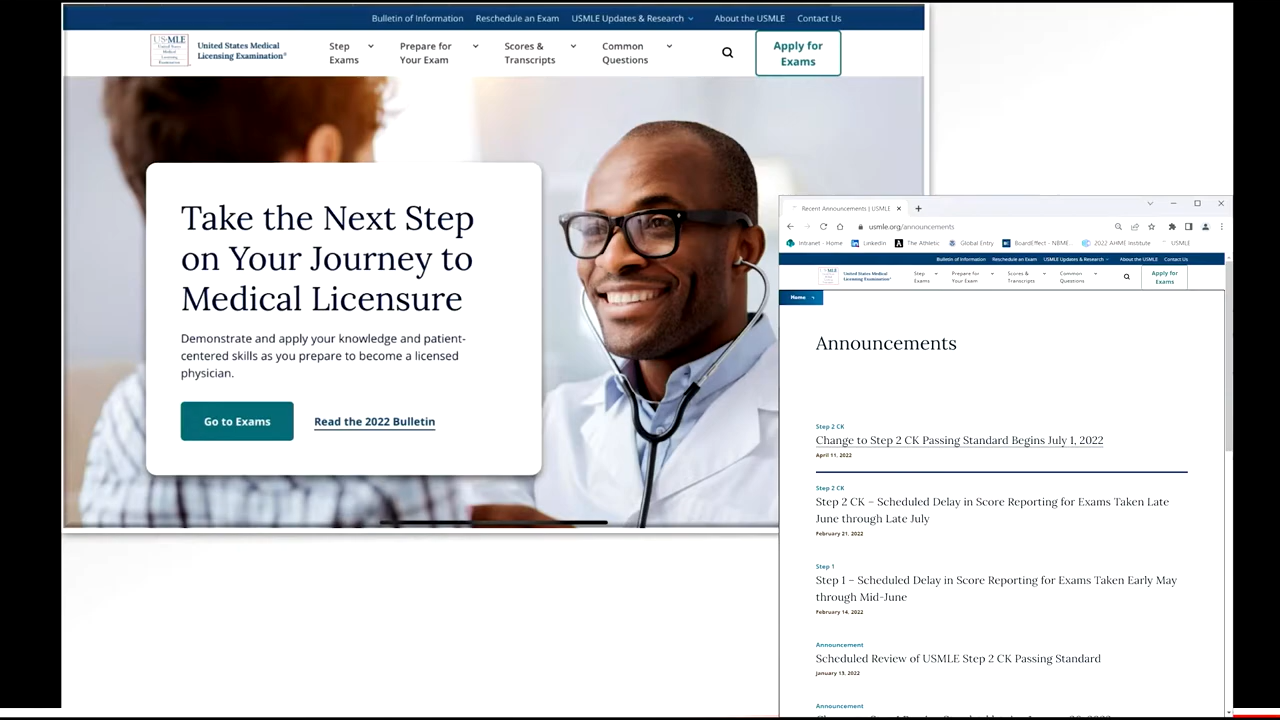 Bulletin of Information Reschedule an Exam USMLE Updates & Research About the USMLE Contact Us
US·MLE
United States
Medical
Licensing
Examination
United States Medical
Licensing Examination®
Step
Exams
Prepare for
Your Exam
Scores &
Transcripts
Common
Questions
Apply for
Exams
Take the Next Step
on Your Journey to
Medical Licensure
Demonstrate and apply your knowledge and patient-
centered skills as you prepare to become a licensed
physician.
Go to Exams Read the 2022 Bulletin
Recent Announcements | USMLE
usmle.org/announcements
Intranet - Home LinkedIn The Athletic Global Entry BoardEffect - NBME... 2022 AHME Institute USMLE
Bulletin of Information Reschedule an Exam USMLE Updates & Research About the USMLE Contact Us
United States Medical
Licensing Examination®
Step
Exams
Prepare for
Your Exam
Scores &
Transcripts
Common
Questions
Apply for
Exams
Home
Announcements
Step 2 CK
Change to Step 2 CK Passing Standard Begins July 1, 2022
April 11, 2022
Step 2 CK
Step 2 CK – Scheduled Delay in Score Reporting for Exams Taken Late
June through Late July
February 21, 2022
Step 1
Step 1 – Scheduled Delay in Score Reporting for Exams Taken Early May
through Mid-June
February 14, 2022
Announcement
Scheduled Review of USMLE Step 2 CK Passing Standard
January 13, 2022
Announcement